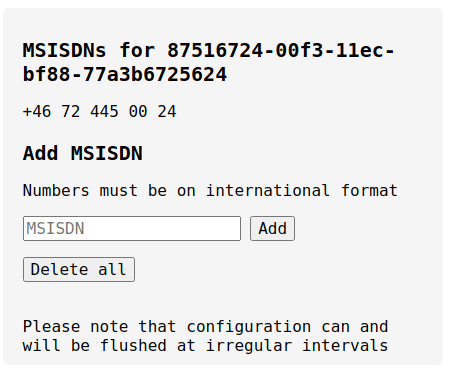 MSISDNs for 87516724-00f3-11ec-
bf88-77a3b6725624
+46 72 445 00 24
Add MSISDN
Numbers must be on international format
MSISDN Add
Delete all
Please note that configuration can and
will be flushed at irregular intervals